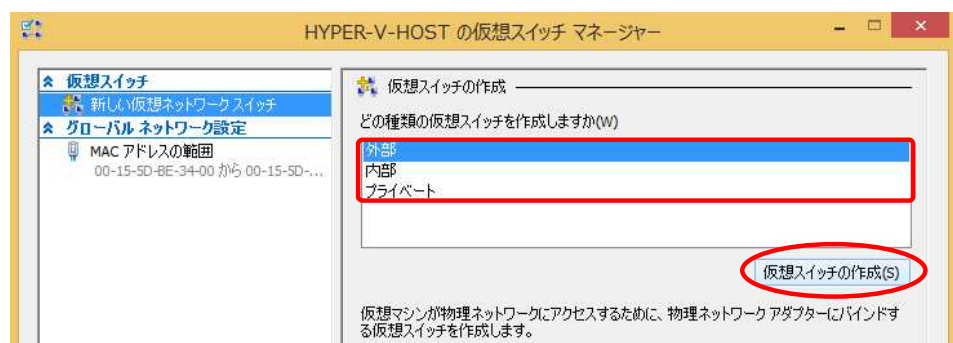 HYPER-V-HOST の仮想スイッチ マネージャー
仮想スイッチ
新しい仮想ネットワーク スイッチ
グローバル ネットワーク設定
MAC アドレスの範囲
00-15-5D-8E-34-00 から 00-15-5D-...
仮想スイッチの作成
どの種類の仮想スイッチを作成しますか(W)
外部
内部
プライベート
仮想スイッチの作成(S)
仮想マシンが物理ネットワークにアクセスするために、物理ネットワーク アダプターにバインドす
る仮想スイッチを作成します。